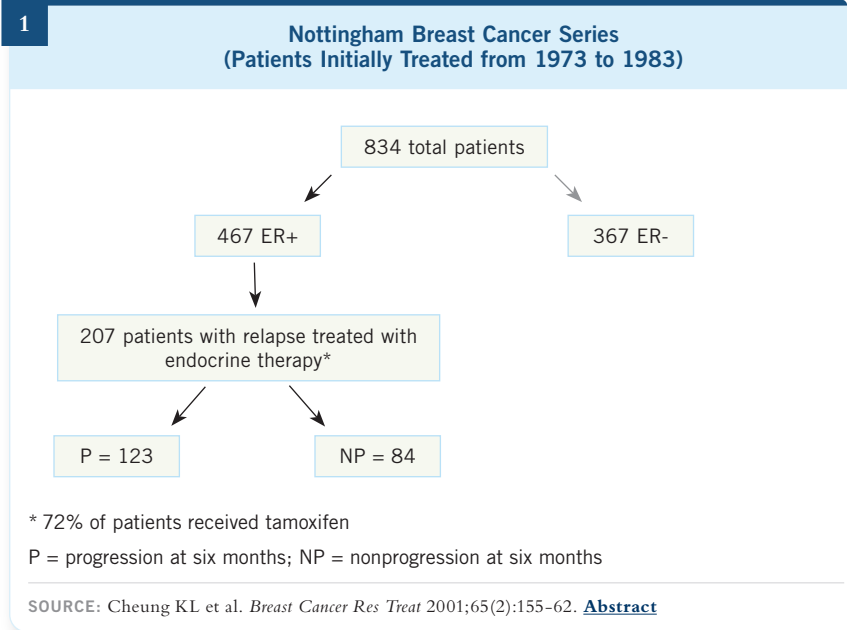 1
Nottingham Breast Cancer Series
(Patients Initially Treated from 1973 to 1983)
834 total patients
467 ER+
367 ER-
207 patients with relapse treated with
endocrine therapy*
P = 123
NP = 84
* 72% of patients received tamoxifen
P = progression at six months; NP = nonprogression at six months
SOURCE: Cheung KL et al. Breast Cancer Res Treat 2001;65(2):155-62. Abstract